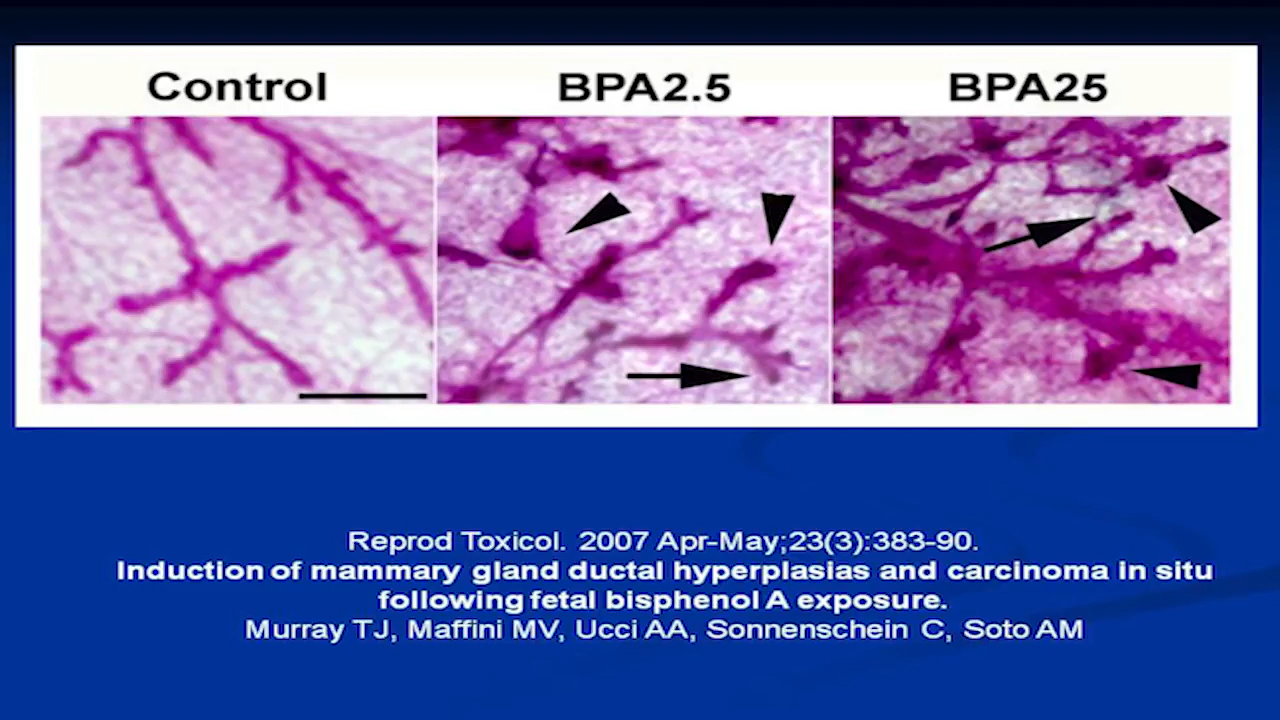 Control BPA2.5 BPA25
Reprod Toxicol. 2007 Apr-May;23(3):383-90.
Induction of mammary gland ductal hyperplasias and carcinoma in situ
following fetal bisphenol A exposure.
Murray TJ, Maffini MV, Ucci AA, Sonnenschein C, Soto AM